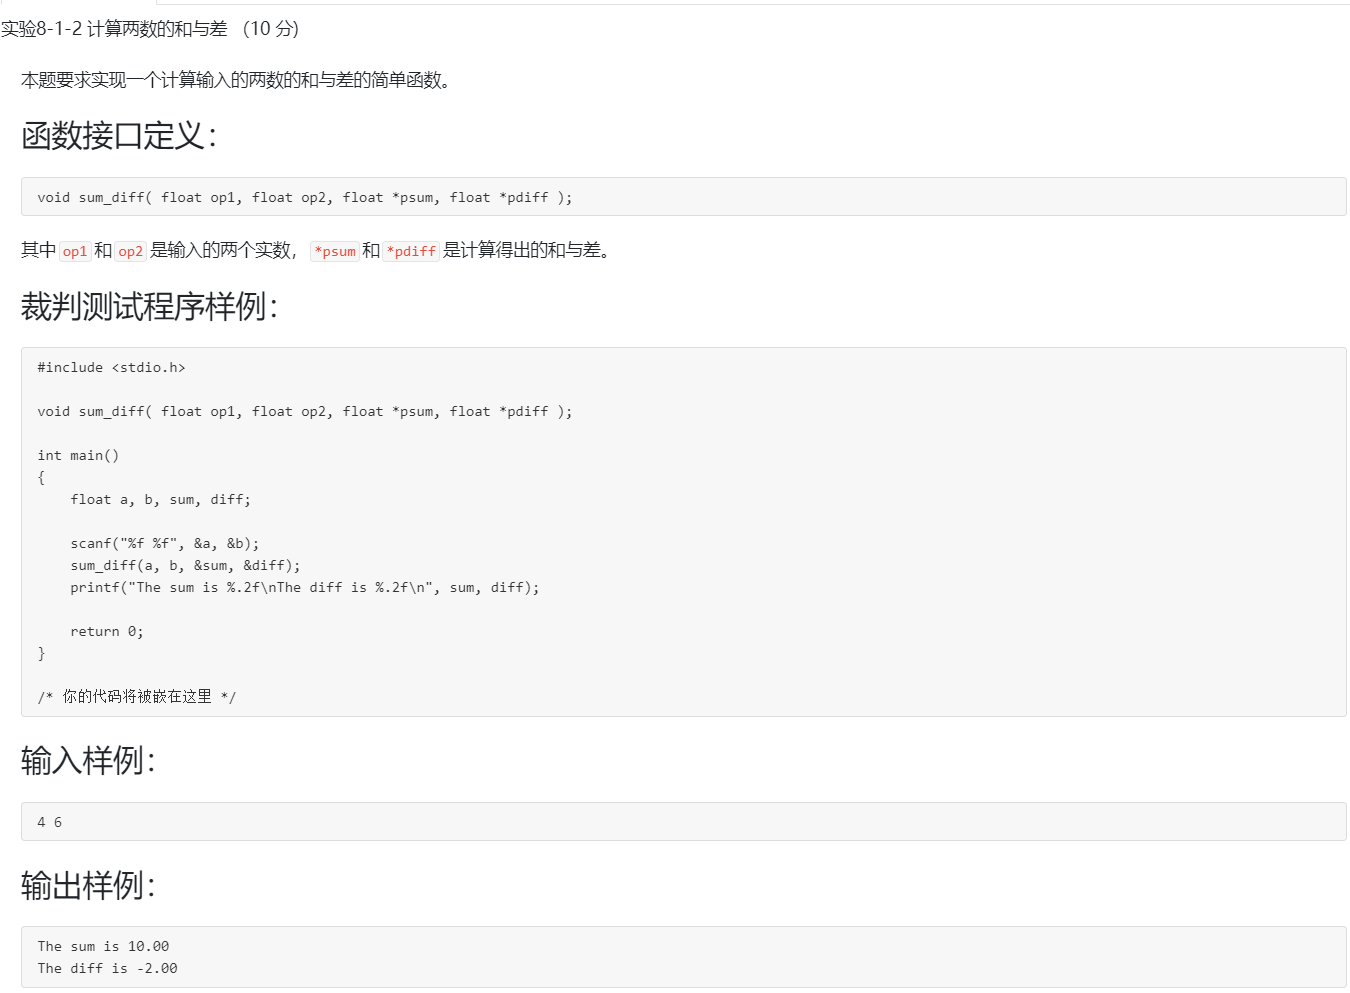 实验8-1-2 计算两数的和与差 （10 分)
本题要求实现一个计算输入的两数的和与差的简单函数。
函数接口定义：
void sum_diff( float op1, float op2, float *psum, float *pdiff );
其中 op1 和 op2 是输入的两个实数， *psum 和 *pdiff 是计算得出的和与差。
裁判测试程序样例：
#include <stdio.h>
void sum_diff( float op1, float op2, float *psum, float *pdiff );
int main()
{
    float a, b, sum, diff;
    scanf("%f %f", &a, &b);
    sum_diff(a, b, &sum, &diff);
    printf("The sum is %.2f\nThe diff is %.2f\n", sum, diff);
    return 0;
}
/* 你的代码将被嵌在这里 */
输入样例：
4 6
输出样例：
The sum is 10.00
The diff is -2.00